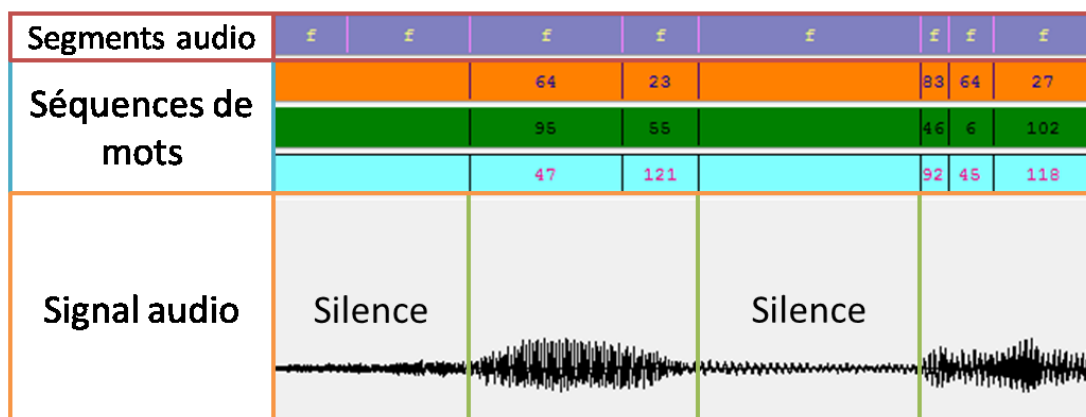 Segments audio f f f f f f f f
Séquences de mots
64 23 83 64 27
95 55 46 6 102
47 121 92 45 118
Signal audio Silence Silence